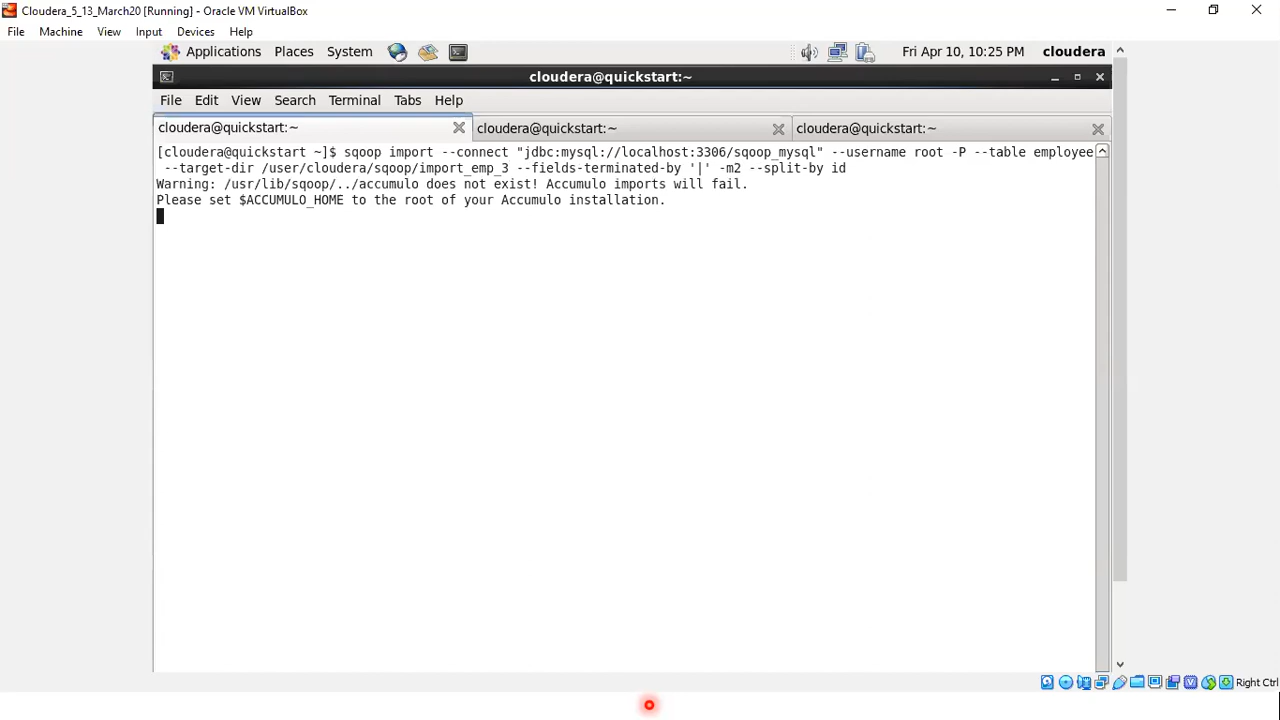 Cloudera_5_13_March20 [Running] - Oracle VM VirtualBox
File Machine View Input Devices Help
Applications Places System Fri Apr 10, 10:25 PM cloudera
cloudera@quickstart:~
File Edit View Search Terminal Tabs Help
cloudera@quickstart:~ cloudera@quickstart:~ cloudera@quickstart:~
[cloudera@quickstart ~]$ sqoop import --connect "jdbc:mysql://localhost:3306/sqoop_mysql" --username root -P --table employee
--target-dir /user/cloudera/sqoop/import_emp_3 --fields-terminated-by '|' -m2 --split-by id
Warning: /usr/lib/sqoop/../accumulo does not exist! Accumulo imports will fail.
Please set $ACCUMULO_HOME to the root of your Accumulo installation.
Right Ctrl